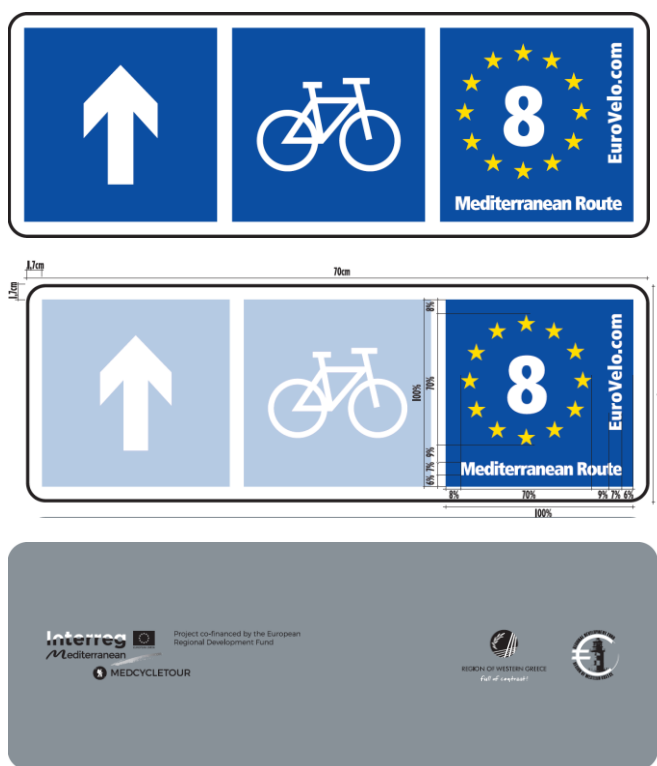 8
EuroVelo.com
Mediterranean Route
1,7cm
70cm
1,7cm
8%
70%
100%
9%
7%
6%
8
EuroVelo.com
Mediterranean Route
8%
70%
9%
7%
6%
100%
Interreg
Mediterranean
MEDCYCLETOUR
Project co-financed by the European
Regional Development Fund
REGION OF WESTERN GREECE
full of contrast!